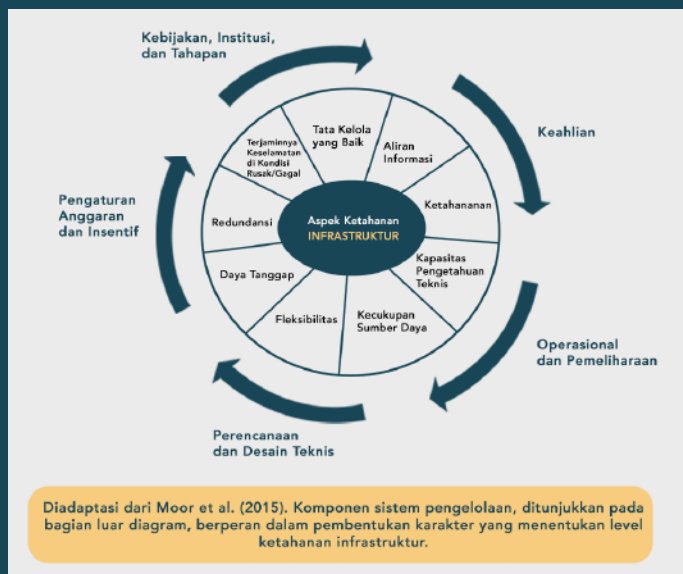 Kebijakan, Institusi,
dan Tahapan
Keahlian
Operasional
dan Pemeliharaan
Perencanaan
dan Desain Teknis
Pengaturan
Anggaran
dan Insentif
Tata Kelola
yang Baik
Aliran
Informasi
Ketahananan
Kapasitas
Pengetahuan
Teknis
Kecukupan
Sumber Daya
Fleksibilitas
Daya Tanggap
Redundansi
Terjaminnya
Keselamatan
di Kondisi
Rusak/Gagal
Aspek Ketahanan
INFRASTRUKTUR
Diadaptasi dari Moor et al. (2015). Komponen sistem pengelolaan, ditunjukkan pada
bagian luar diagram, berperan dalam pembentukan karakter yang menentukan level
ketahanan infrastruktur.